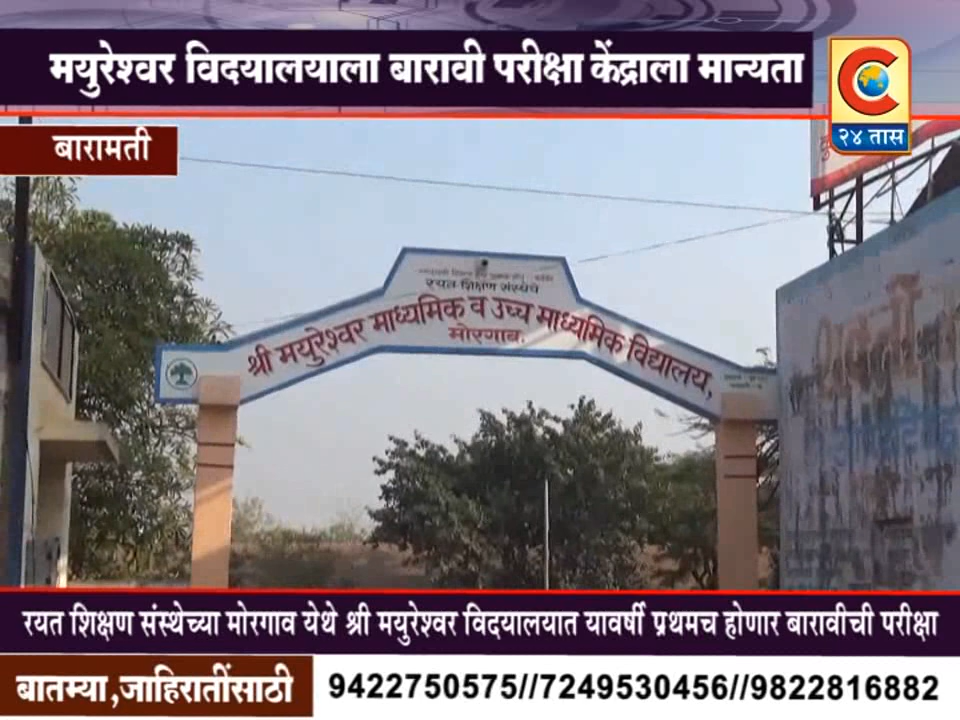 मयुरेश्वर विदयालयाला बारावी परीक्षा केंद्राला मान्यता
२४ तास
बारामती
रयत शिक्षण संस्थेचे
श्री मयुरेश्वर माध्यमिक व उच्च माध्यमिक विद्यालय,
मोरगाव.
रयत शिक्षण संस्थेच्या मोरगाव येथे श्री मयुरेश्वर विदयालयात यावर्षी प्रथमच होणार बारावीची परीक्षा
बातम्या,जाहिरातींसाठी
9422750575//7249530456//9822816882